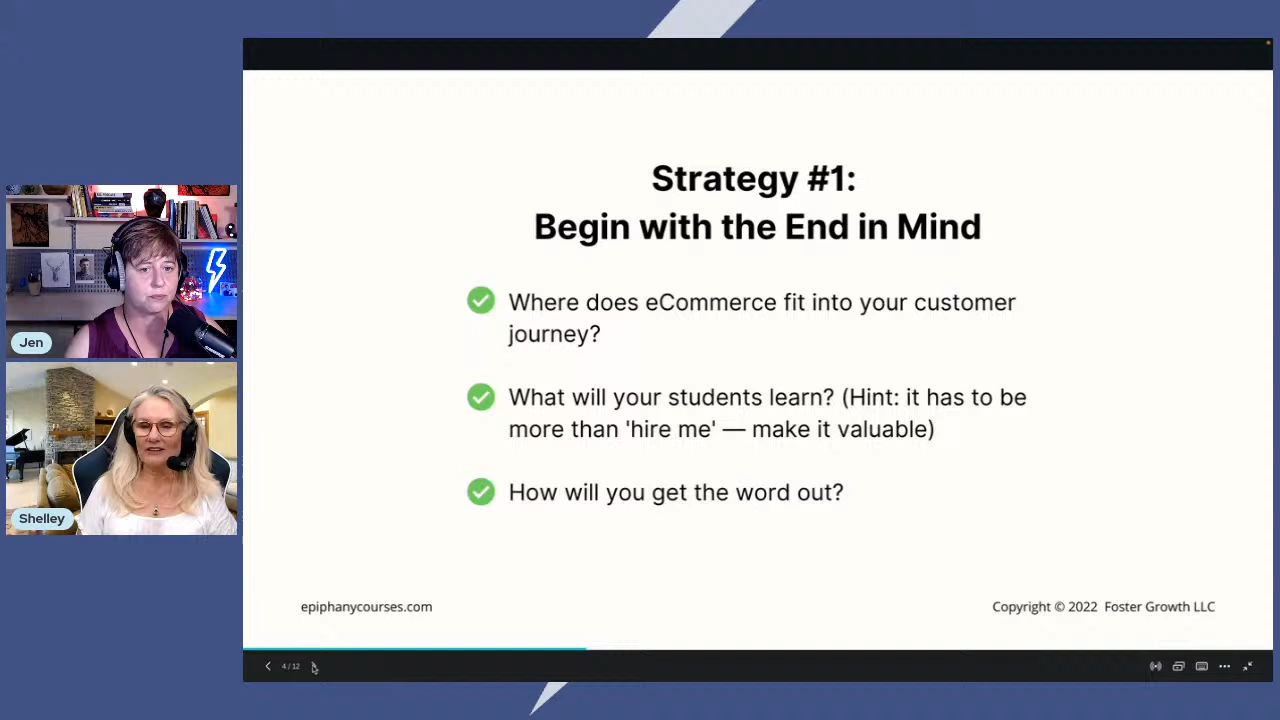 Strategy #1:
Begin with the End in Mind
Where does eCommerce fit into your customer
journey?
What will your students learn? (Hint: it has to be
more than 'hire me' — make it valuable)
How will you get the word out?
epiphanycourses.com
Copyright © 2022 Foster Growth LLC
4 / 12
Jen
Shelley